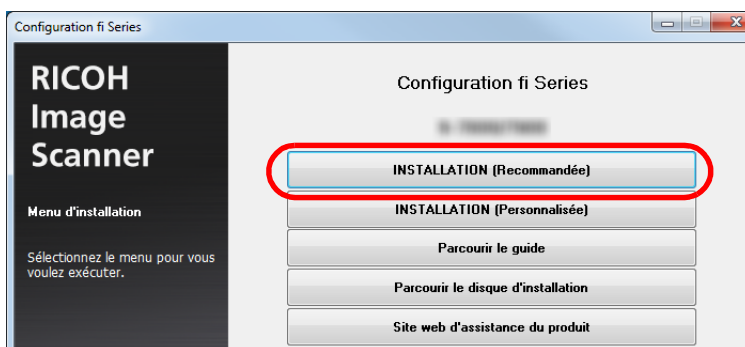 Configuration fi Series
RICOH
Image
Scanner
Menu d'installation
Sélectionnez le menu pour vous
voulez exécuter.
Configuration fi Series
INSTALLATION (Recommandée)
INSTALLATION (Personnalisée)
Parcourir le guide
Parcourir le disque d'installation
Site web d'assistance du produit